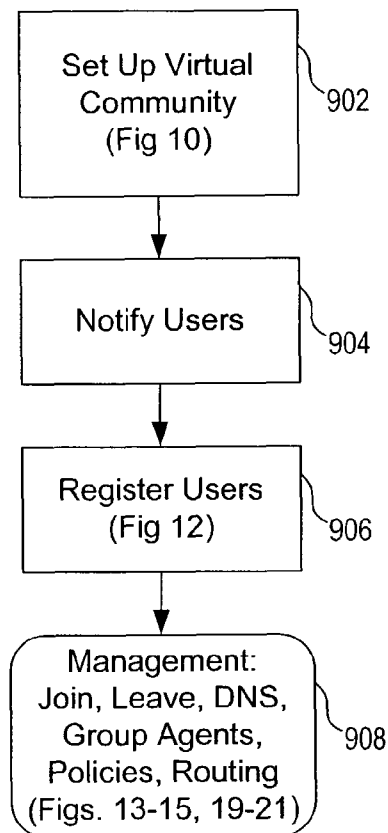 Set Up Virtual
Community
(Fig 10)
902
Notify Users
904
Register Users
(Fig 12)
906
Management:
Join, Leave, DNS,
Group Agents,
Policies, Routing
(Figs. 13-15, 19-21)
908